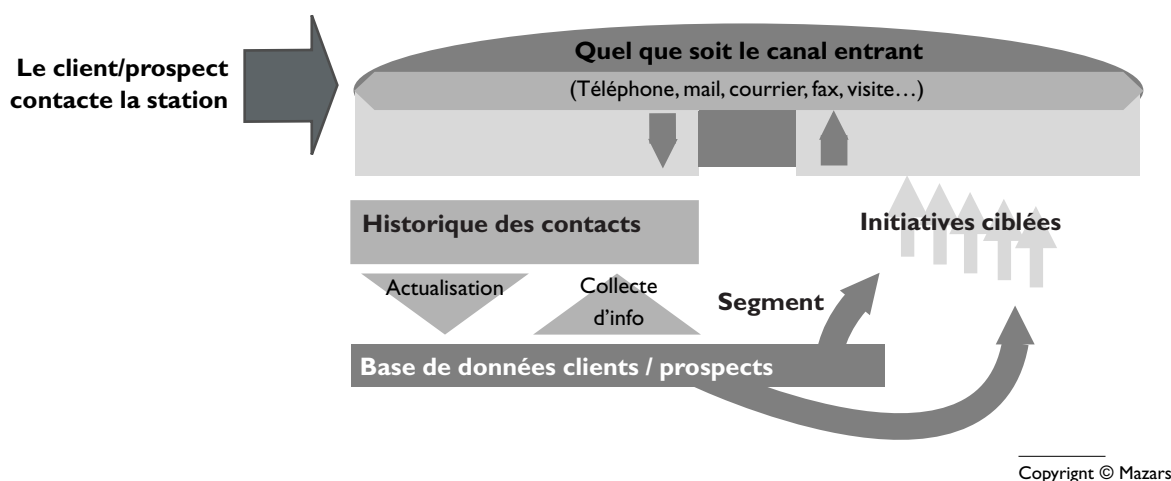 Le client/prospect
contacte la station
Quel que soit le canal entrant
(Téléphone, mail, courrier, fax, visite…)
Historique des contacts
Initiatives ciblées
Actualisation
Collecte
d'info
Segment
Base de données clients / prospects
Copyrignt © Mazars